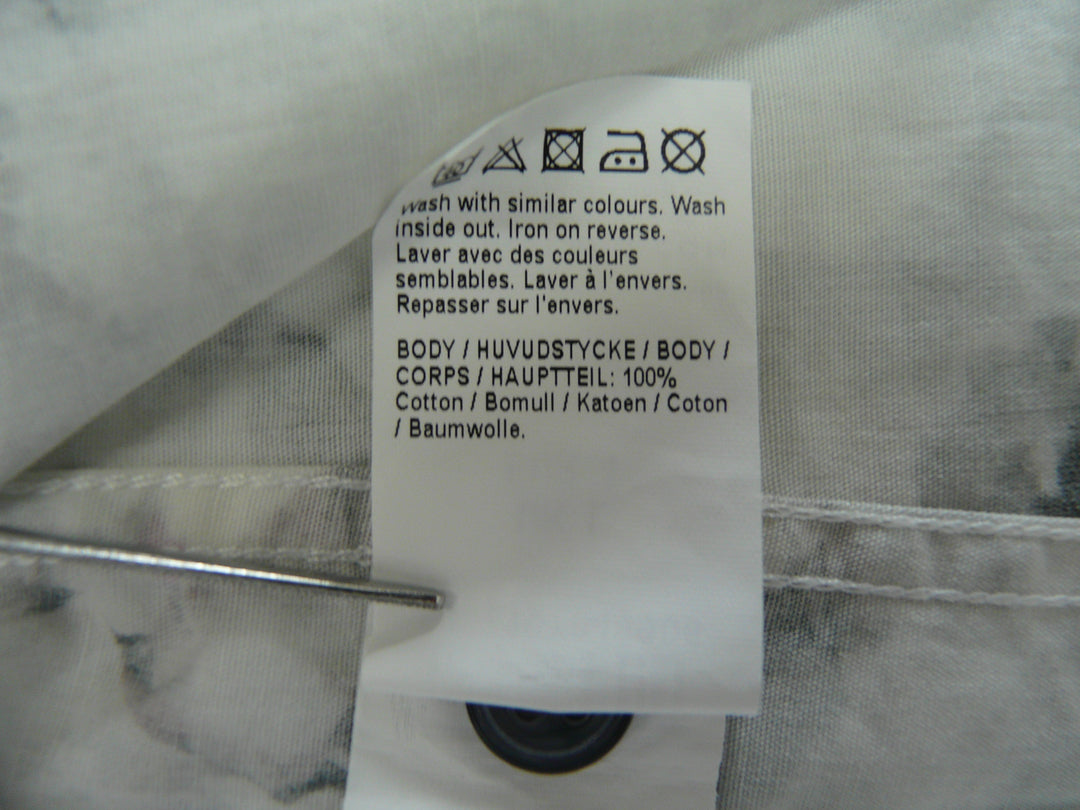 Wash with similar colours. Wash
inside out. Iron on reverse.
Laver avec des couleurs
semblables. Laver à l'envers.
Repasser sur l'envers.
BODY / HUVUDSTYCKE / BODY /
CORPS / HAUPTTEIL: 100%
Cotton / Bomull / Katoen / Coton
/ Baumwolle.